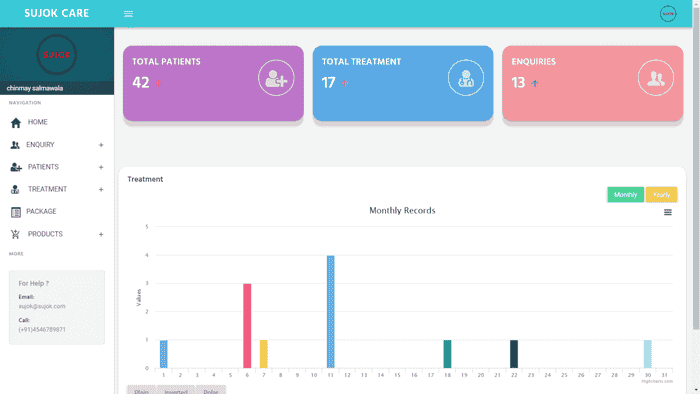 SUJOK CARE
SUJOK
SUJOK
chinmay salmawala
NAVIGATION
HOME
ENQUIRY +
PATIENTS +
TREATMENT +
PACKAGE
PRODUCTS +
MORE
For Help ?
Email:
sujok@sujok.com
Call:
(+91)4546789871
TOTAL PATIENTS
42
TOTAL TREATMENT
17
ENQUIRIES
13
Treatment
Monthly Yearly
Monthly Records
Values
5
4
3
2
1
0
1 2 3 4 5 6 7 8 9 10 11 12 13 14 15 16 17 18 19 20 21 22 23 24 25 26 27 28 29 30 31
Highcharts.com
Plain Inverted Polar